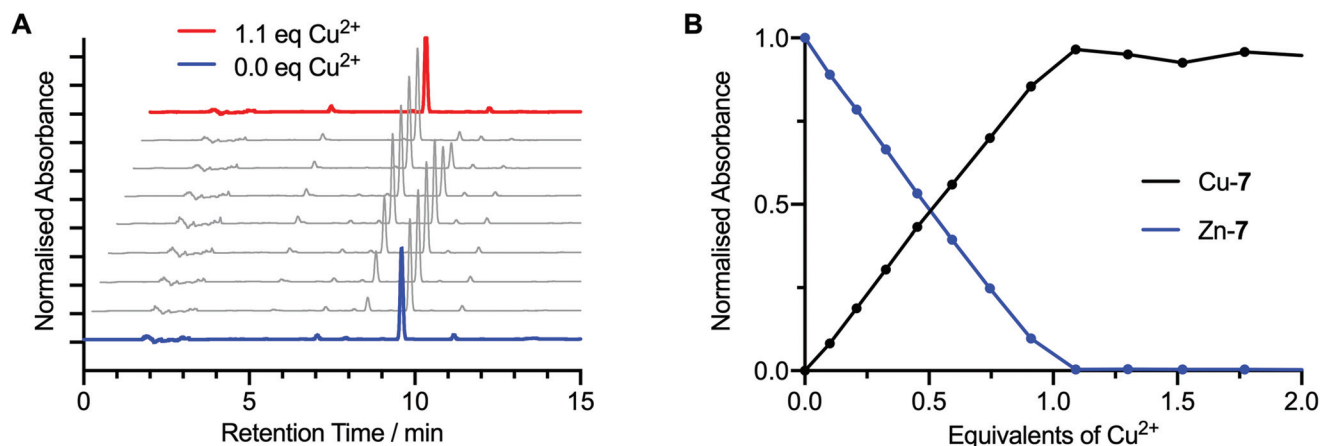 A
1.1 eq Cu²⁺
0.0 eq Cu²⁺
Normalised Absorbance
0 5 10 15
Retention Time / min
B
1.0
0.5
0.0
Normalised Absorbance
Cu-7
Zn-7
0.0 0.5 1.0 1.5 2.0
Equivalents of Cu²⁺